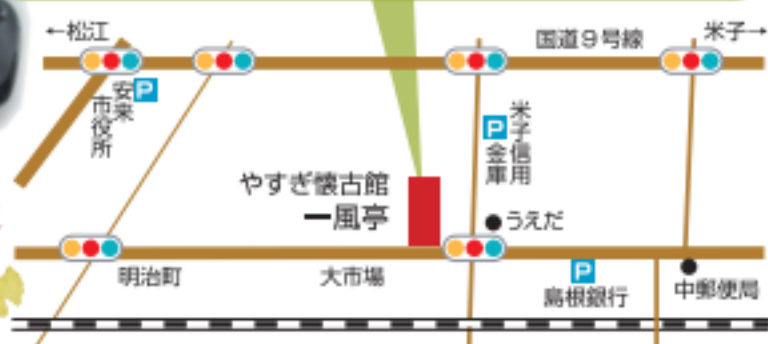 ←松江
国道9号線
米子→
安来
市役所
P
P
米子信用
金庫
やすぎ懐古館
一風亭
うえだ
明治町
大市場
P
島根銀行
中郵便局